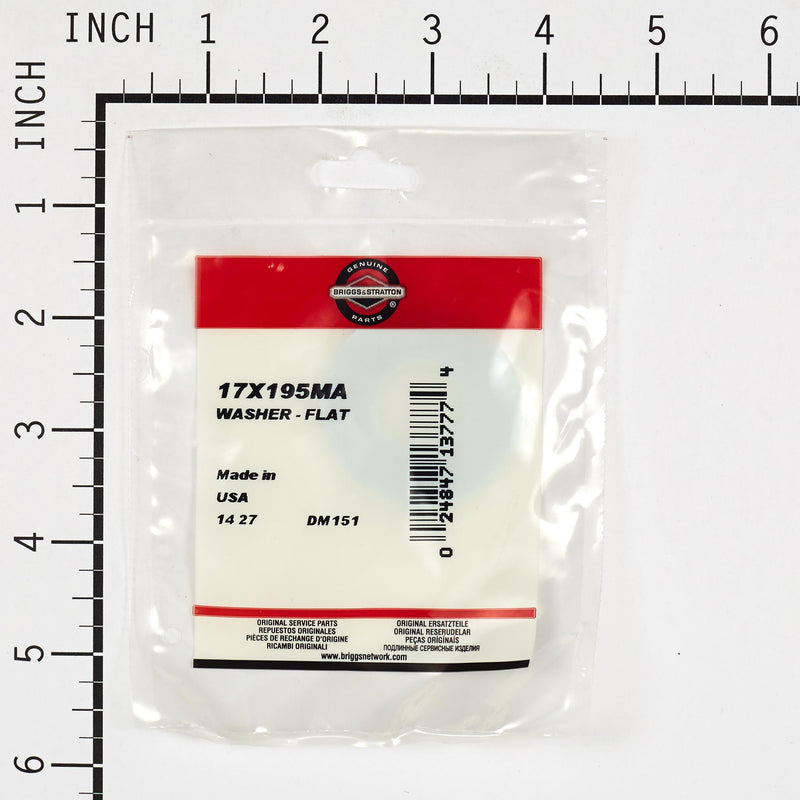 INCH 1 2 3 4 5 6
INCH
1
2
3
4
5
6
GENUINE
BRIGGS&STRATTON
®
PARTS
17X195MA
WASHER - FLAT
Made in
USA
14 27 DM151
0 24847 13777 4
ORIGINAL SERVICE PARTS
REPUESTOS ORIGINALES
PIÈCES DE RECHANGE D'ORIGINE
RICAMBI ORIGINALI
ORIGINAL ERSATZTEILE
ORIGINAL RESERUDELAR
PEÇAS ORIGINAIS
ПОДЛИННЫЕ СЕРВИСНЫЕ ИЗДЕЛИЯ
www.briggsnetwork.com